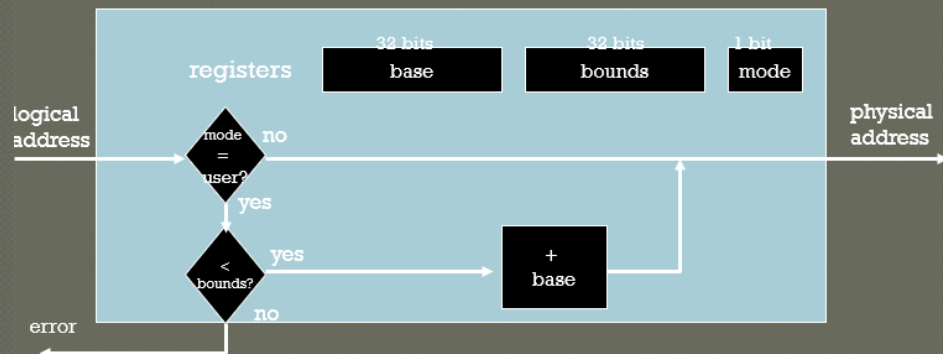 32 bits
32 bits
1 bit
registers
base
bounds
mode
logical
address
physical
address
mode
=
user?
no
yes
<
bounds?
yes
no
+
base
error